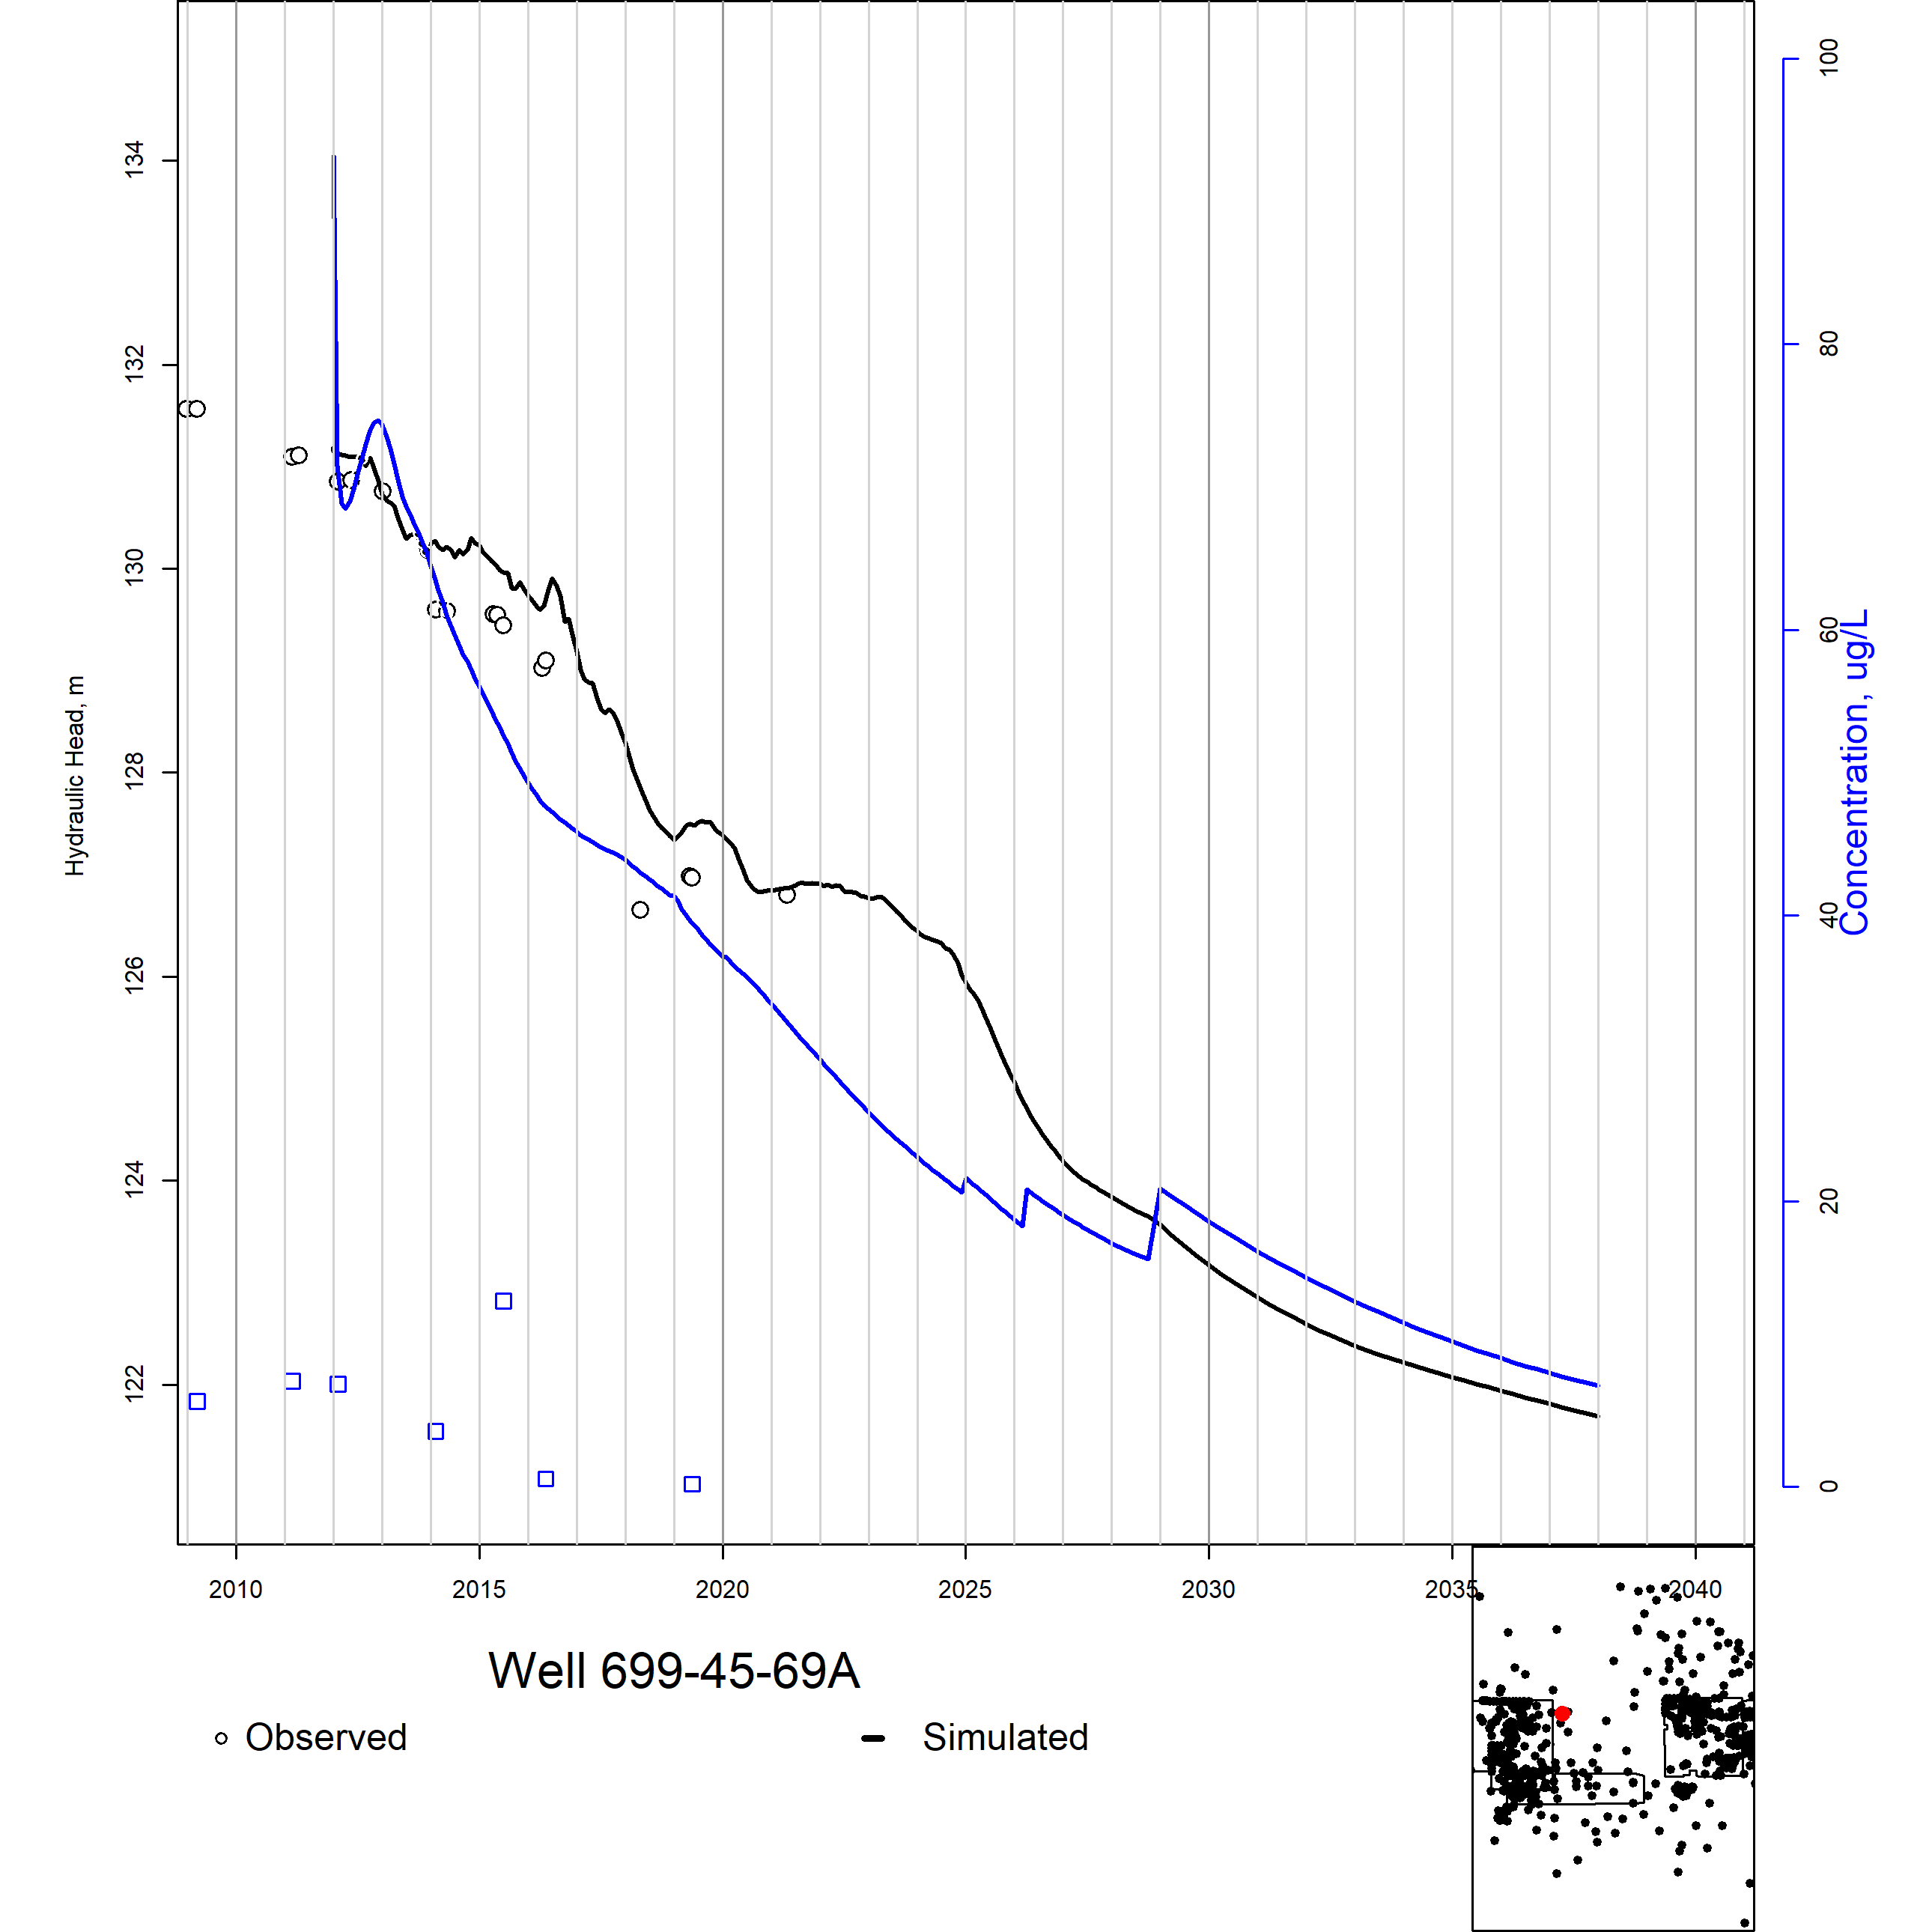 Hydraulic Head, m
134
132
130
128
126
124
122
100
80
60
40
20
0
Concentration, ug/L
2010 2015 2020 2025 2030 2035 2040
Well 699-45-69A
Observed Simulated